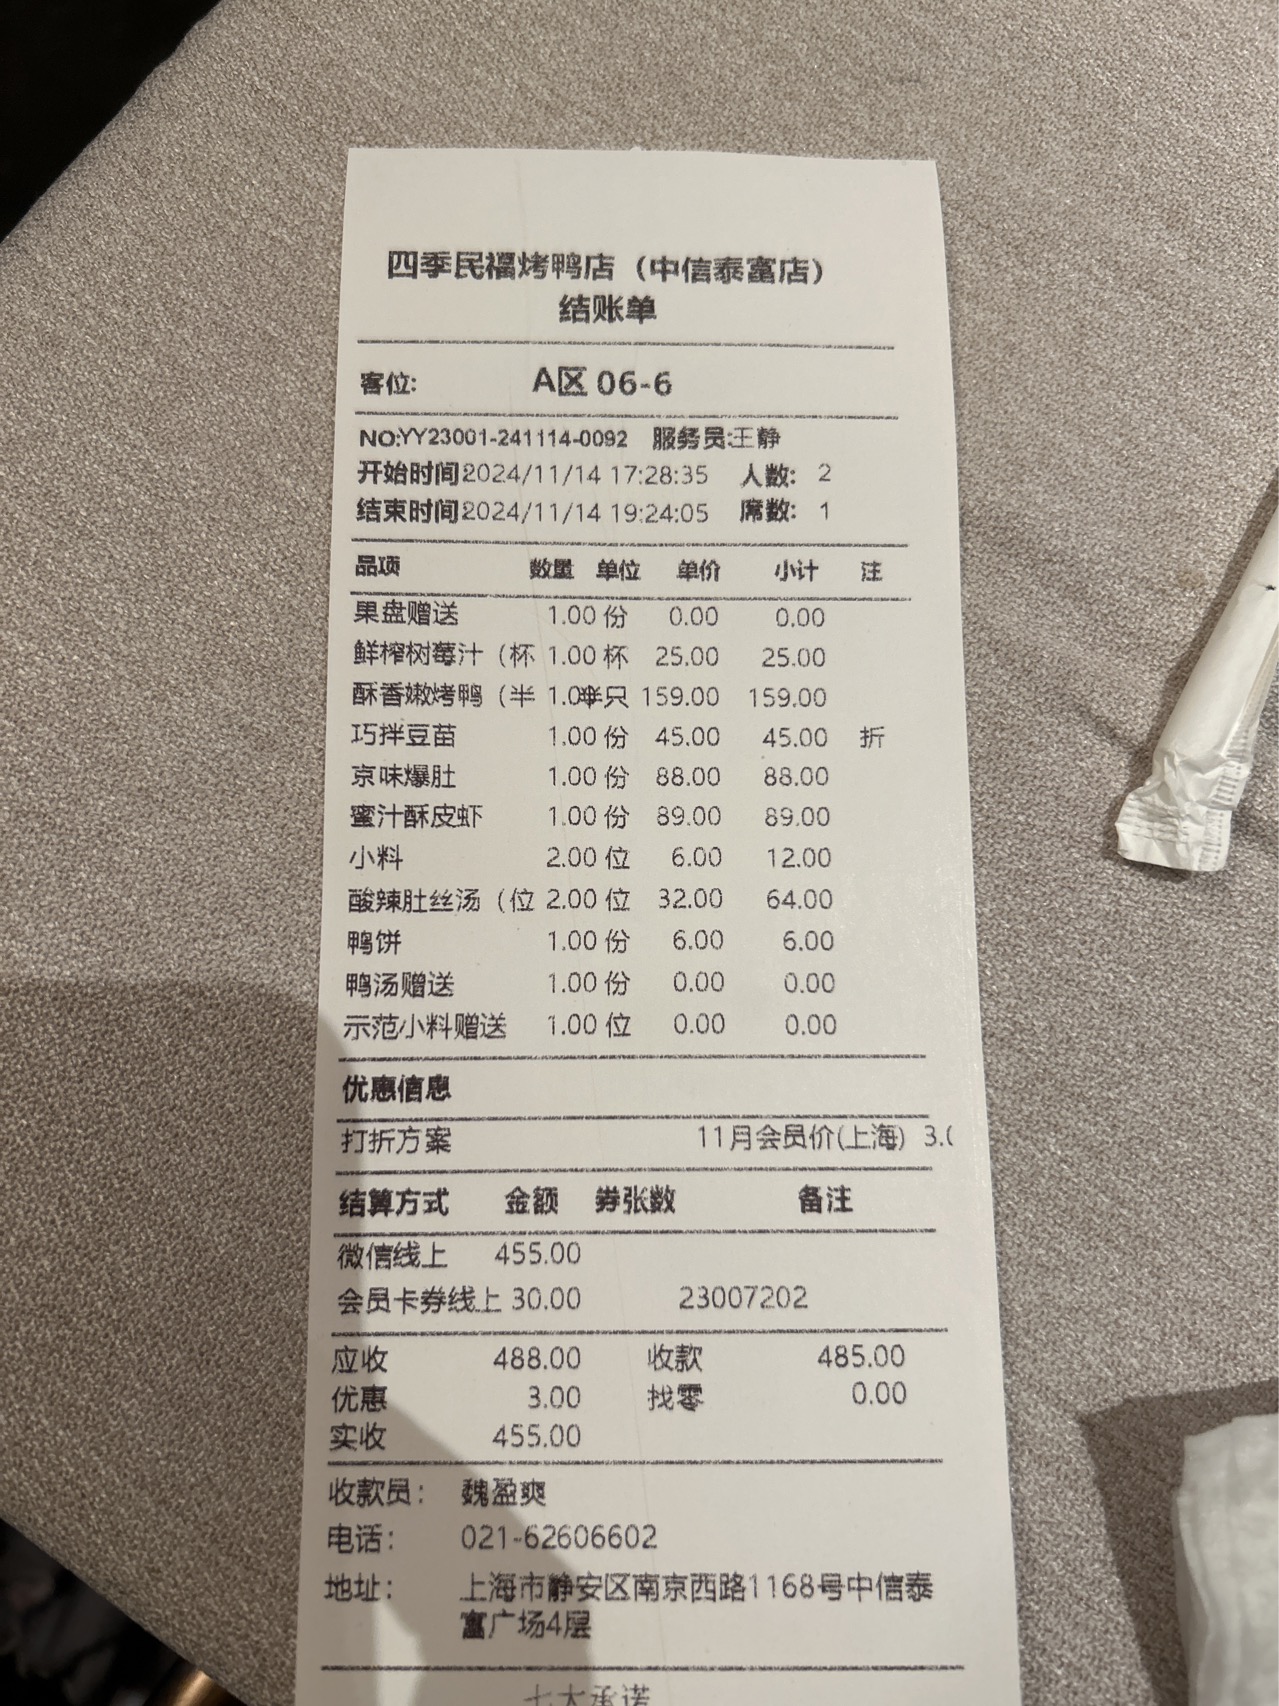 四季民福烤鸭店（中信泰富店）
结账单
客位: A区 06-6
NO:YY23001-241114-0092 服务员:王静
开始时间2024/11/14 17:28:35 人数: 2
结束时间2024/11/14 19:24:05 席数: 1
品项 数量 单位 单价 小计 注
果盘赠送 1.00 份 0.00 0.00
鲜榨树莓汁（杯 1.00 杯 25.00 25.00
酥香嫩烤鸭（半 1.0半只 159.00 159.00
巧拌豆苗 1.00 份 45.00 45.00 折
京味爆肚 1.00 份 88.00 88.00
蜜汁酥皮虾 1.00 份 89.00 89.00
小料 2.00 位 6.00 12.00
酸辣肚丝汤（位 2.00 位 32.00 64.00
鸭饼 1.00 份 6.00 6.00
鸭汤赠送 1.00 份 0.00 0.00
示范小料赠送 1.00 位 0.00 0.00
优惠信息
打折方案 11月会员价(上海) 3.0
结算方式 金额 券张数 备注
微信线上 455.00
会员卡券线上 30.00 23007202
应收 488.00 收款 485.00
优惠 3.00 找零 0.00
实收 455.00
收款员： 魏盈爽
电话： 021-62606602
地址： 上海市静安区南京西路1168号中信泰
富广场4层
七大承诺